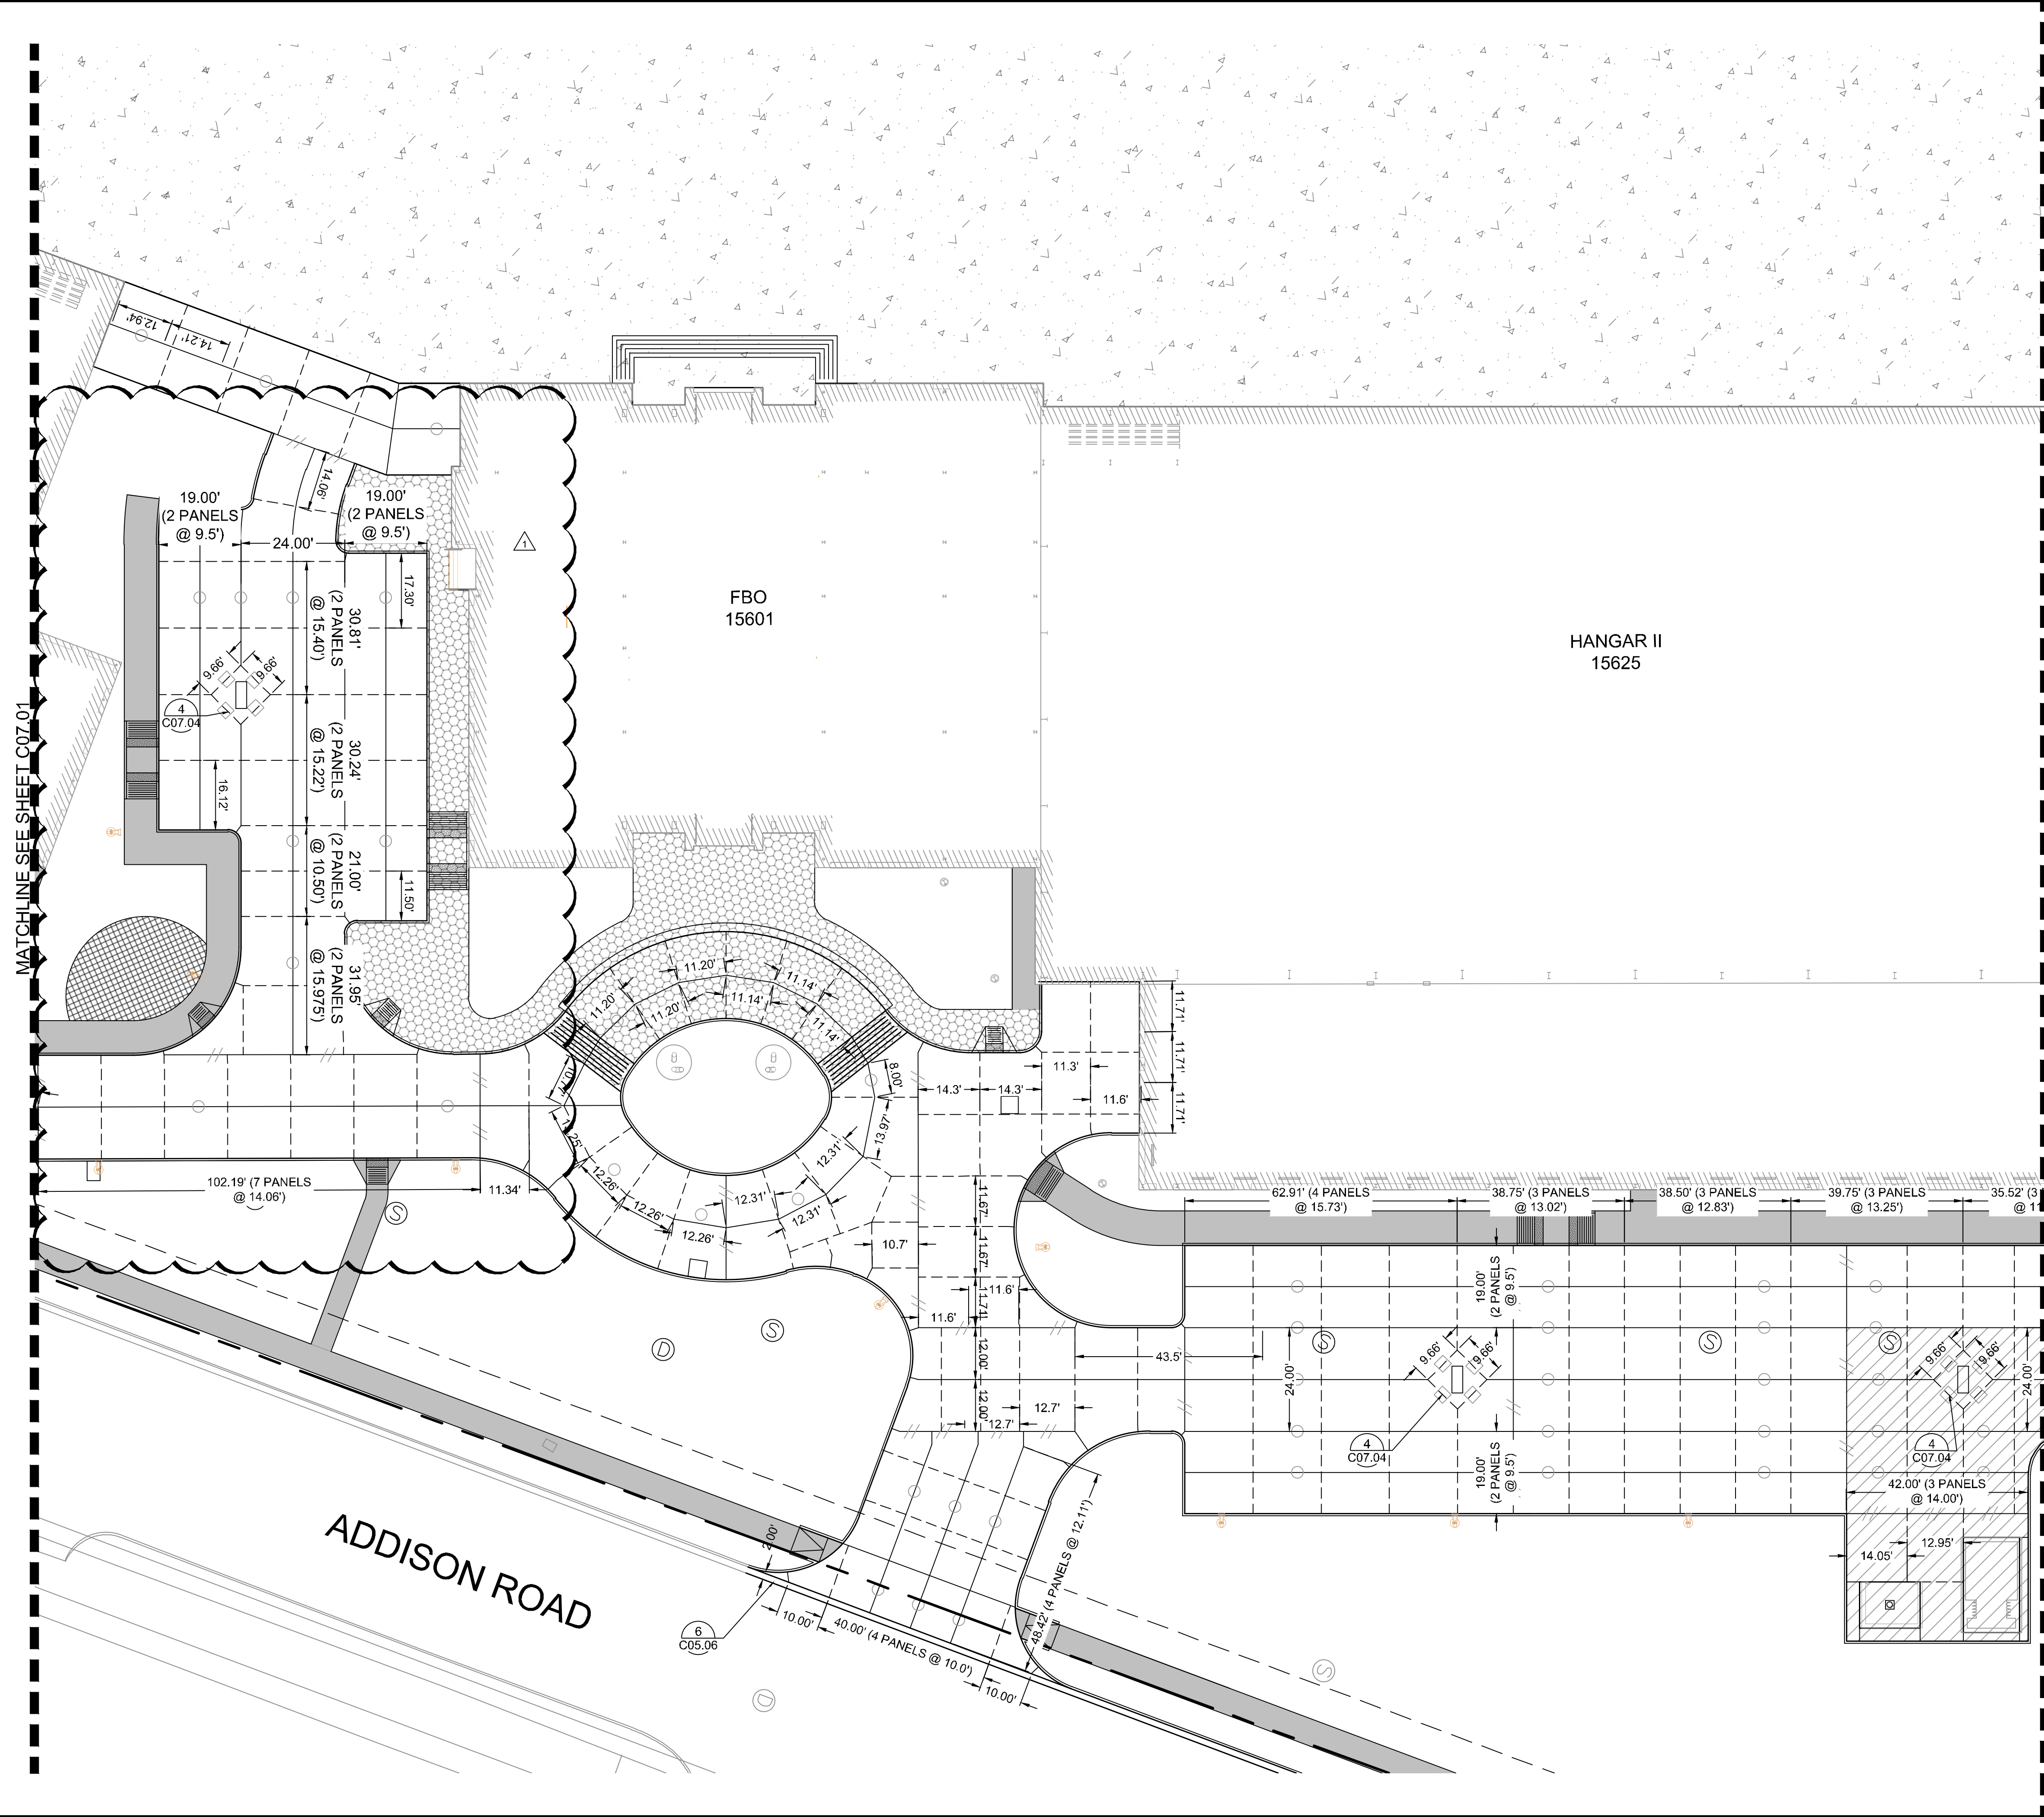 12.94'
14.21'
14.06'
19.00'
(2 PANELS
@ 9.5')
24.00'
19.00'
(2 PANELS
@ 9.5')
17.30'
30.81'
(2 PANELS
@ 15.40')
9.66'
9.66'
4
C07.04
30.24'
(2 PANELS
@ 15.22')
16.12'
21.00'
(2 PANELS
@ 10.50')
11.50'
31.95'
(2 PANELS
@ 15.975')
MATCHLINE SEE SHEET C07.01
1
FBO
15601
HANGAR II
15625
11.20'
11.14'
11.20'
11.20'
11.14'
11.14'
8.00'
13.97'
12.31'
12.31'
12.31'
12.26'
12.26'
12.26'
102.19' (7 PANELS
@ 14.06')
11.34'
S
14.3'
14.3'
11.3'
11.6'
11.71'
11.71'
11.71'
11.67'
11.67'
11.71'
12.00'
12.00'
10.7'
11.6'
11.6'
43.5'
12.7'
12.7'
62.91' (4 PANELS
@ 15.73')
38.75' (3 PANELS
@ 13.02')
38.50' (3 PANELS
@ 12.83')
39.75' (3 PANELS
@ 13.25')
35.52' (3
@ 11
19.00'
(2 PANELS
@ 9.5')
24.00'
S
9.66'
9.66'
S
S
9.66'
9.66'
24.00'
4
C07.04
19.00'
(2 PANELS
@ 9.5')
4
C07.04
42.00' (3 PANELS
@ 14.00')
14.05'
12.95'
D
S
ADDISON ROAD
2.00'
6
C05.06
10.00'
40.00' (4 PANELS @ 10.0')
10.00'
48.42' (4 PANELS @ 12.11')
D
S